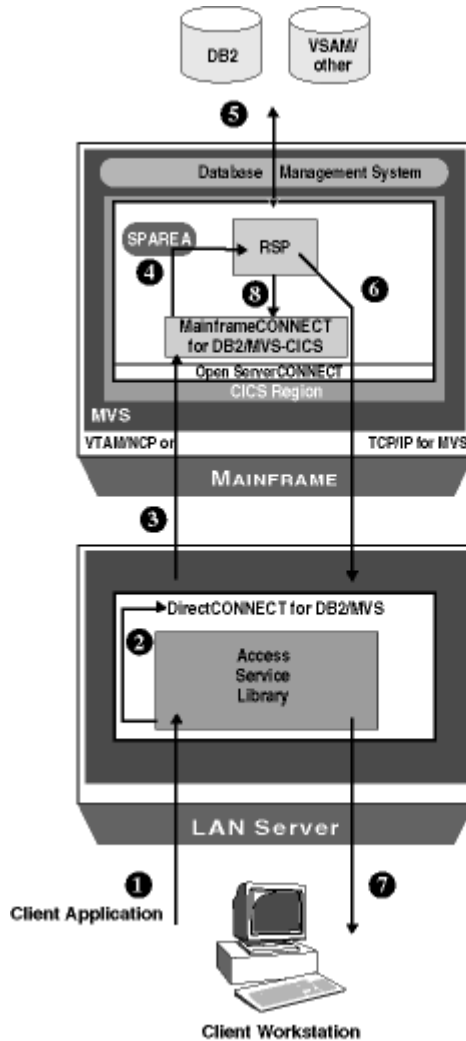 DB2
VSAM/
other
5
Database Management System
SPAREA
RSP
4
8
6
MainframeCONNECT
for DB2/MVS-CICS
Open ServerCONNECT
CICS Region
MVS
VTAM/NCP or
TCP/IP for MVS
MAINFRAME
3
DirectCONNECT for DB2/MVS
2
Access
Service
Library
LAN Server
1
7
Client Application
Client Workstation